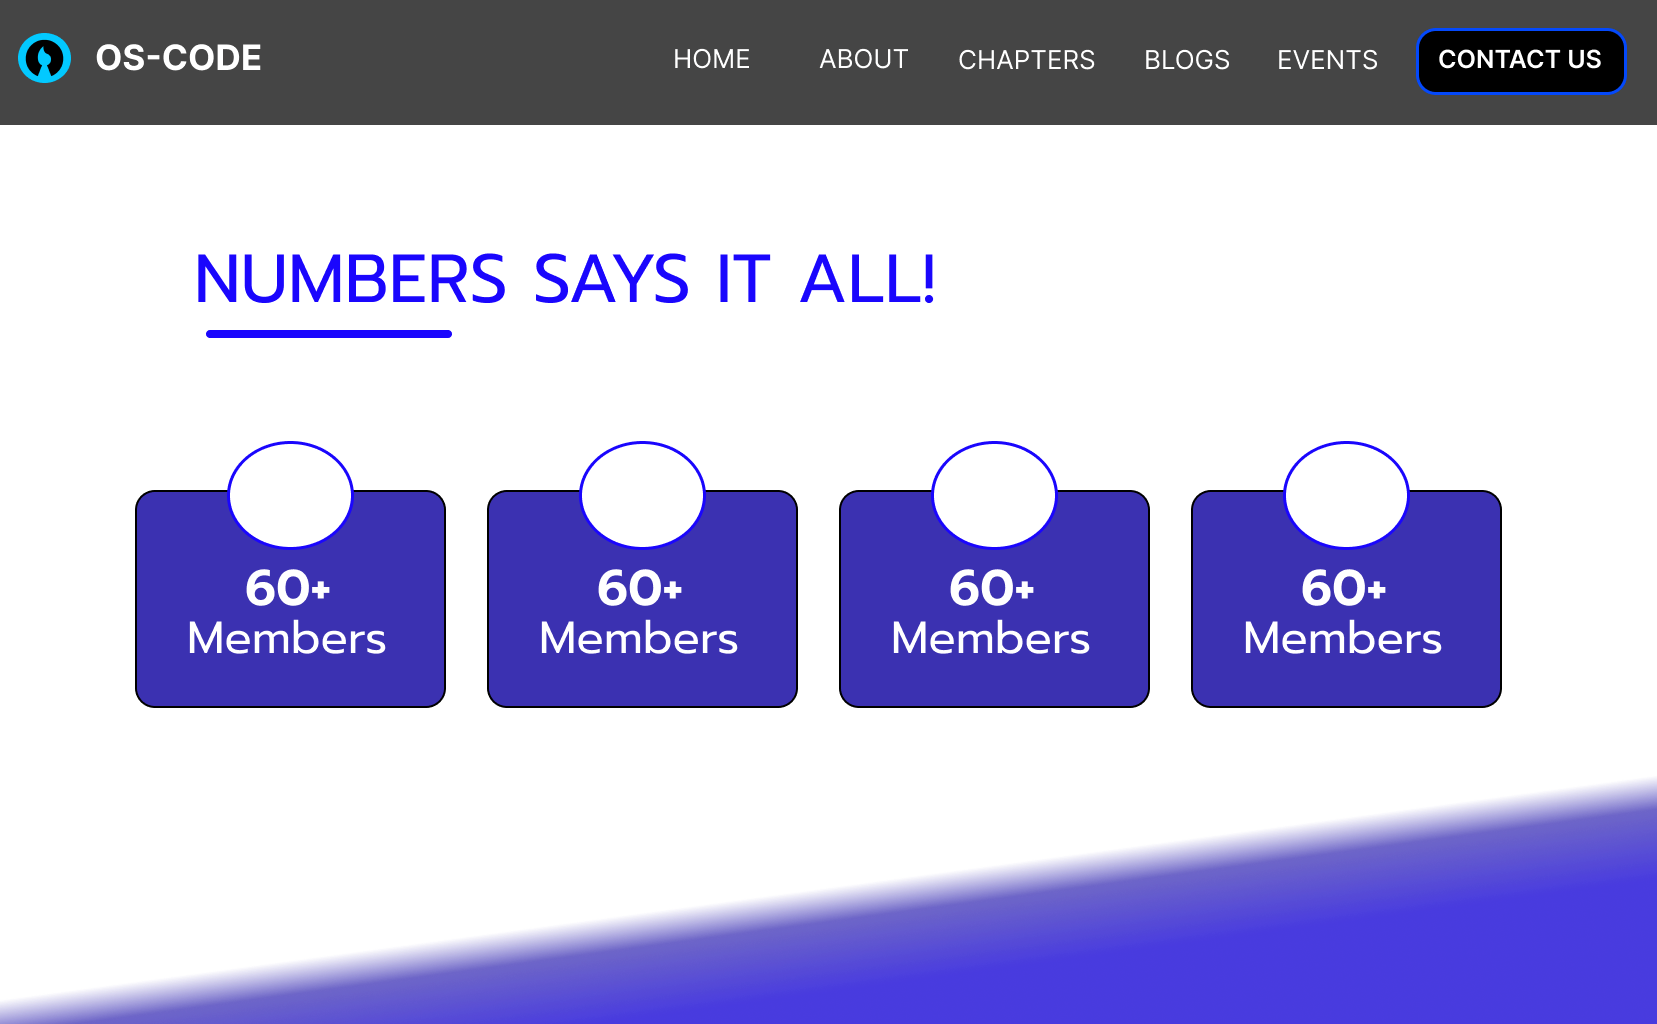 OS-CODE
HOME ABOUT CHAPTERS BLOGS EVENTS CONTACT US
NUMBERS SAYS IT ALL!
60+ 60+ 60+ 60+
Members Members Members Members